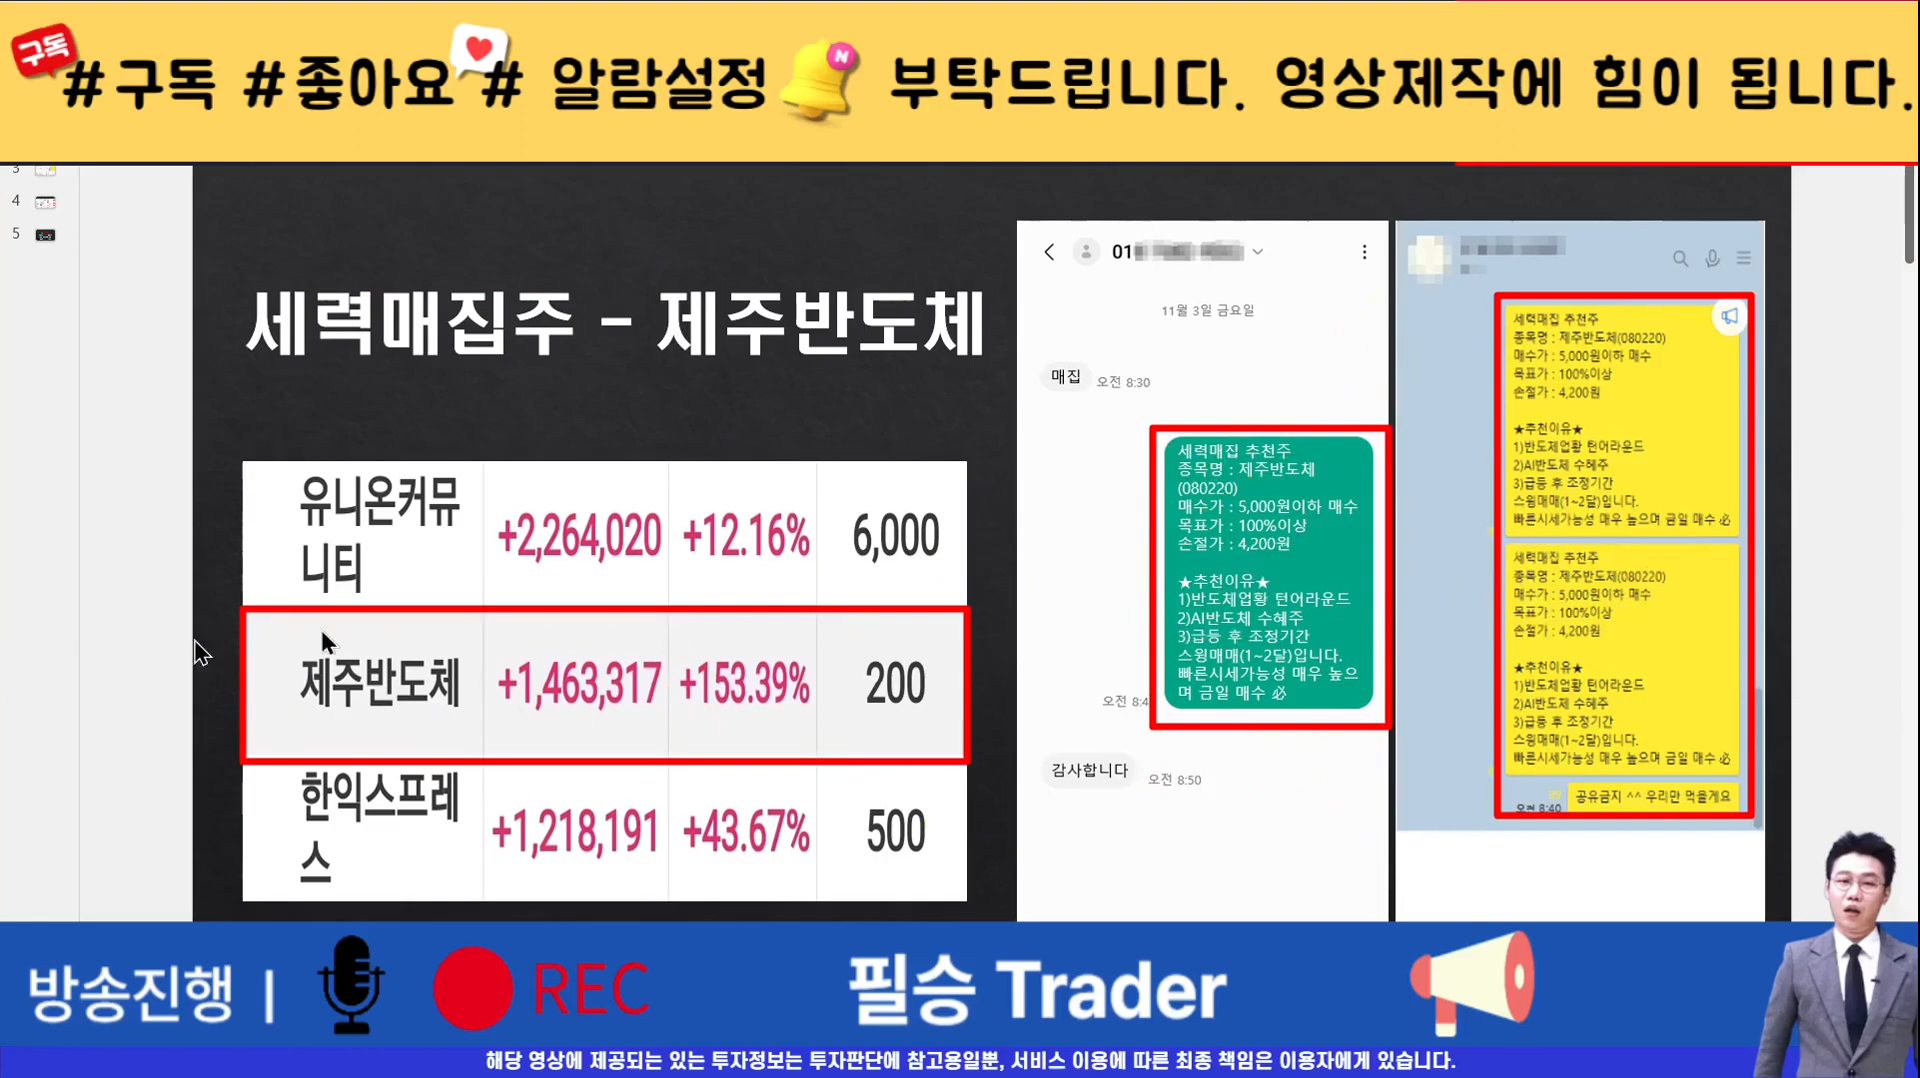 구독
#구독 #좋아요 # 알람설정 N 부탁드립니다. 영상제작에 힘이 됩니다.
3
4
5
세력매집주 - 제주반도체
유니온커뮤니티 +2,264,020 +12.16% 6,000
제주반도체 +1,463,317 +153.39% 200
한익스프레스 +1,218,191 +43.67% 500
01
11월 3일 금요일
매집 오전 8:30
세력매집 추천주
종목명 : 제주반도체
(080220)
매수가 : 5,000원이하 매수
목표가 : 100%이상
손절가 : 4,200원
★추천이유★
1)반도체업황 턴어라운드
2)AI반도체 수혜주
3)급등 후 조정기간
스윙매매(1~2달)입니다.
빠른시세가능성 매우 높으
며 금일 매수 必
오전 8:4
감사합니다 오전 8:50
세력매집 추천주
종목명 : 제주반도체(080220)
매수가 : 5,000원이하 매수
목표가 : 100%이상
손절가 : 4,200원
★추천이유★
1)반도체업황 턴어라운드
2)AI반도체 수혜주
3)급등 후 조정기간
스윙매매(1~2달)입니다.
빠른시세가능성 매우 높으며 금일 매수 必
세력매집 추천주
종목명 : 제주반도체(080220)
매수가 : 5,000원이하 매수
목표가 : 100%이상
손절가 : 4,200원
★추천이유★
1)반도체업황 턴어라운드
2)AI반도체 수혜주
3)급등 후 조정기간
스윙매매(1~2달)입니다.
빠른시세가능성 매우 높으며 금일 매수 必
오전 8:40 공유금지 ^^ 우리만 먹을게요
방송진행 | REC 필승 Trader
해당 영상에 제공되는 있는 투자정보는 투자판단에 참고용일뿐, 서비스 이용에 따른 최종 책임은 이용자에게 있습니다.